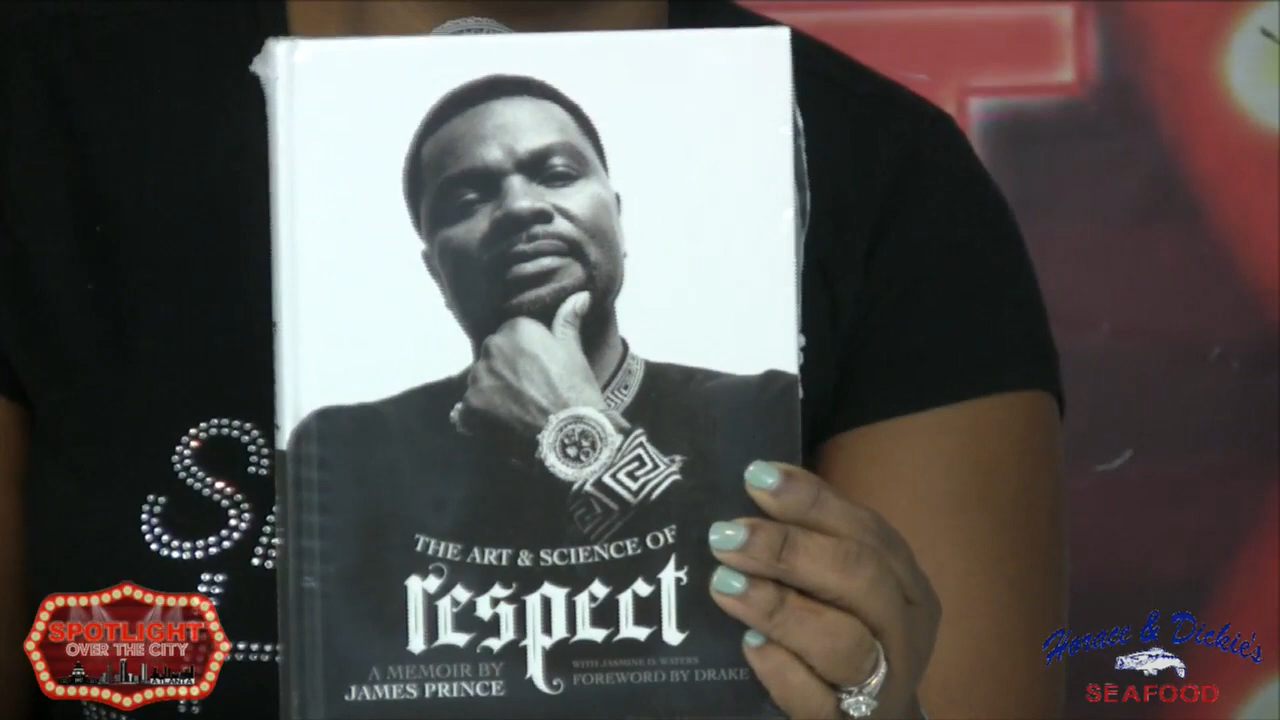 THE ART & SCIENCE OF
respect
A MEMOIR BY
JAMES PRINCE
WITH JASMINE D. WATERS
FOREWORD BY DRAKE
SPOTLIGHT
OVER THE CITY
ATLANTA
Horace & Dickie's
SEAFOOD